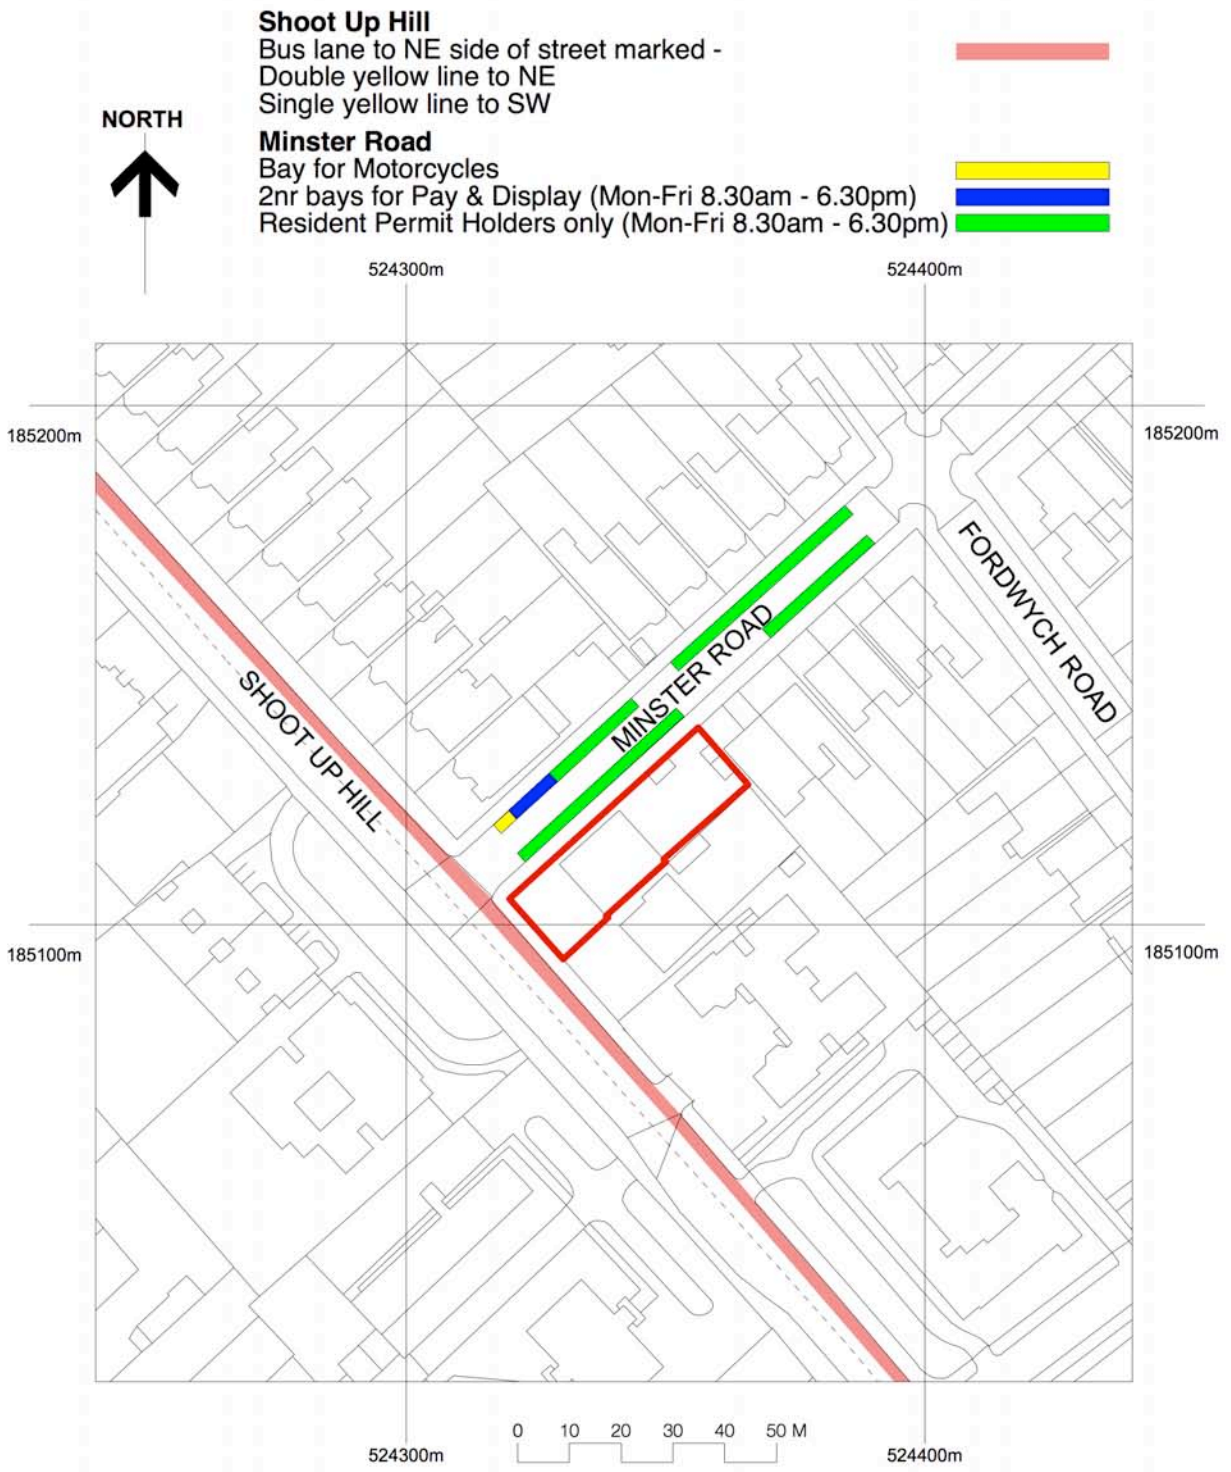 Shoot Up Hill
Bus lane to NE side of street marked -
Double yellow line to NE
Single yellow line to SW
NORTH
Minster Road
Bay for Motorcycles
2nr bays for Pay & Display (Mon-Fri 8.30am - 6.30pm)
Resident Permit Holders only (Mon-Fri 8.30am - 6.30pm)
524300m
524400m
185200m
185200m
FORDWYCH ROAD
MINSTER ROAD
SHOOT UP HILL
185100m
185100m
0 10 20 30 40 50 M
524300m
524400m